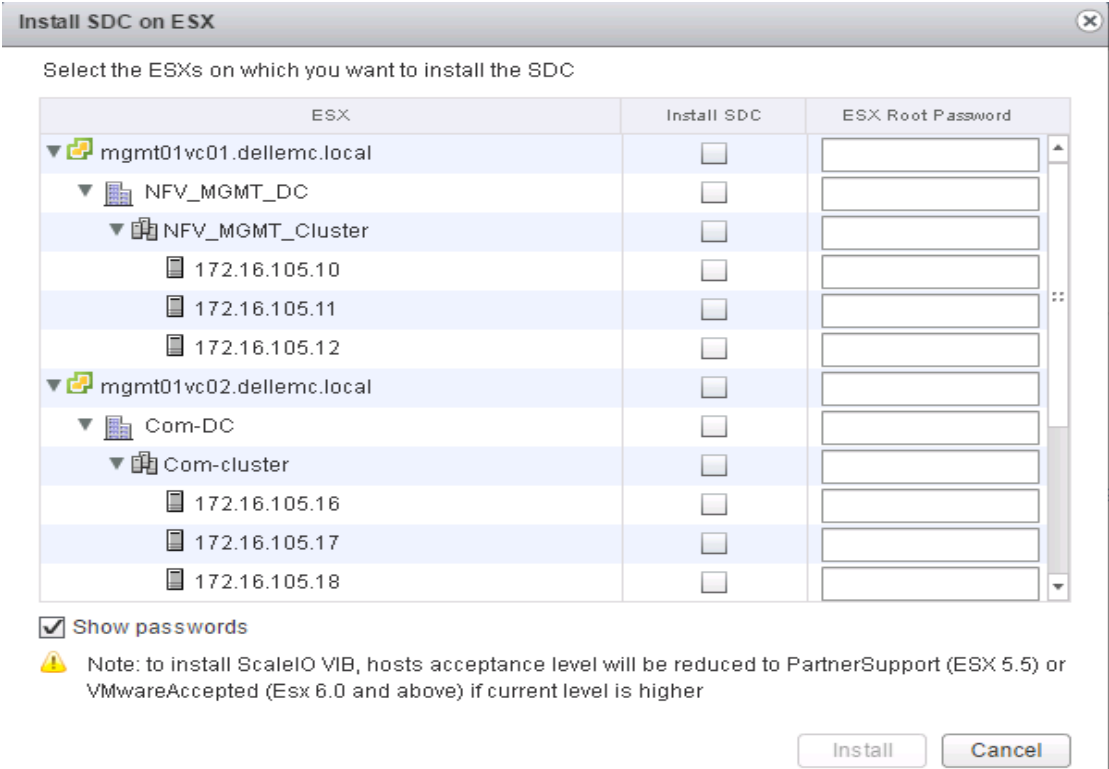 Install SDC on ESX
Select the ESXs on which you want to install the SDC
ESX Install SDC ESX Root Password
mgmt01vc01.dellemc.local
NFV_MGMT_DC
NFV_MGMT_Cluster
172.16.105.10
172.16.105.11
172.16.105.12
mgmt01vc02.dellemc.local
Com-DC
Com-cluster
172.16.105.16
172.16.105.17
172.16.105.18
Show passwords
Note: to install ScaleIO VIB, hosts acceptance level will be reduced to PartnerSupport (ESX 5.5) or
VMwareAccepted (Esx 6.0 and above) if current level is higher
Install Cancel